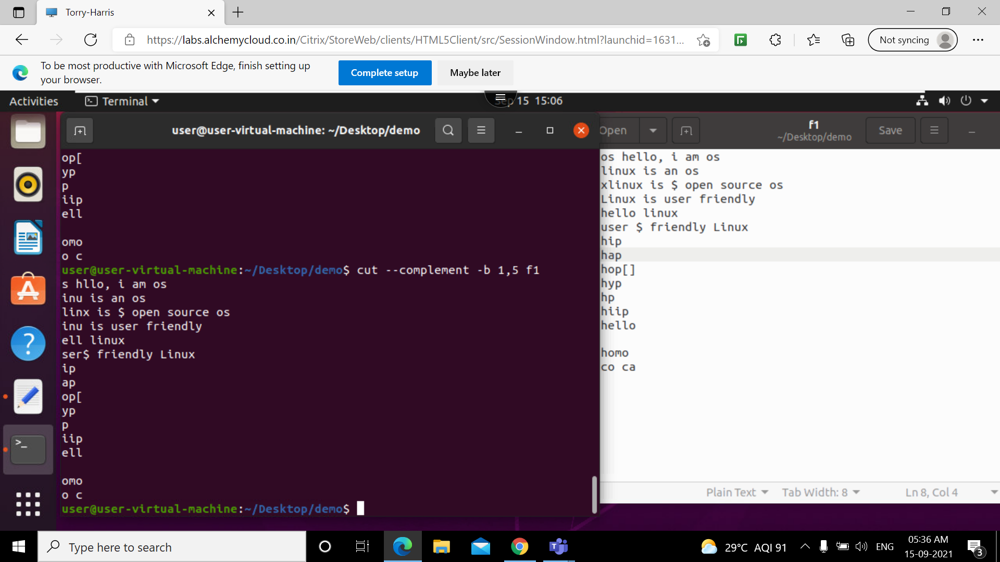 Torry-Harris
https://labs.alchemycloud.co.in/Citrix/StoreWeb/clients/HTML5Client/src/SessionWindow.html?launchid=1631...
Not syncing
To be most productive with Microsoft Edge, finish setting up
your browser.
Complete setup
Maybe later
Activities
Terminal
Sep 15 15:06
user@user-virtual-machine: ~/Desktop/demo
op[
yp
p
iip
ell
omo
o c
user@user-virtual-machine:~/Desktop/demo$ cut --complement -b 1,5 f1
s hllo, i am os
inu is an os
linx is $ open source os
inu is user friendly
ell linux
ser$ friendly Linux
ip
ap
op[
yp
p
iip
ell
omo
o c
user@user-virtual-machine:~/Desktop/demo$
Open
f1
~/Desktop/demo
Save
os hello, i am os
linux is an os
xlinux is $ open source os
Linux is user friendly
hello linux
user $ friendly Linux
hip
hap
hop[]
hyp
hp
hiip
hello
homo
co ca
Plain Text
Tab Width: 8
Ln 8, Col 4
Type here to search
29°C AQI 91
ENG
05:36 AM
15-09-2021
3